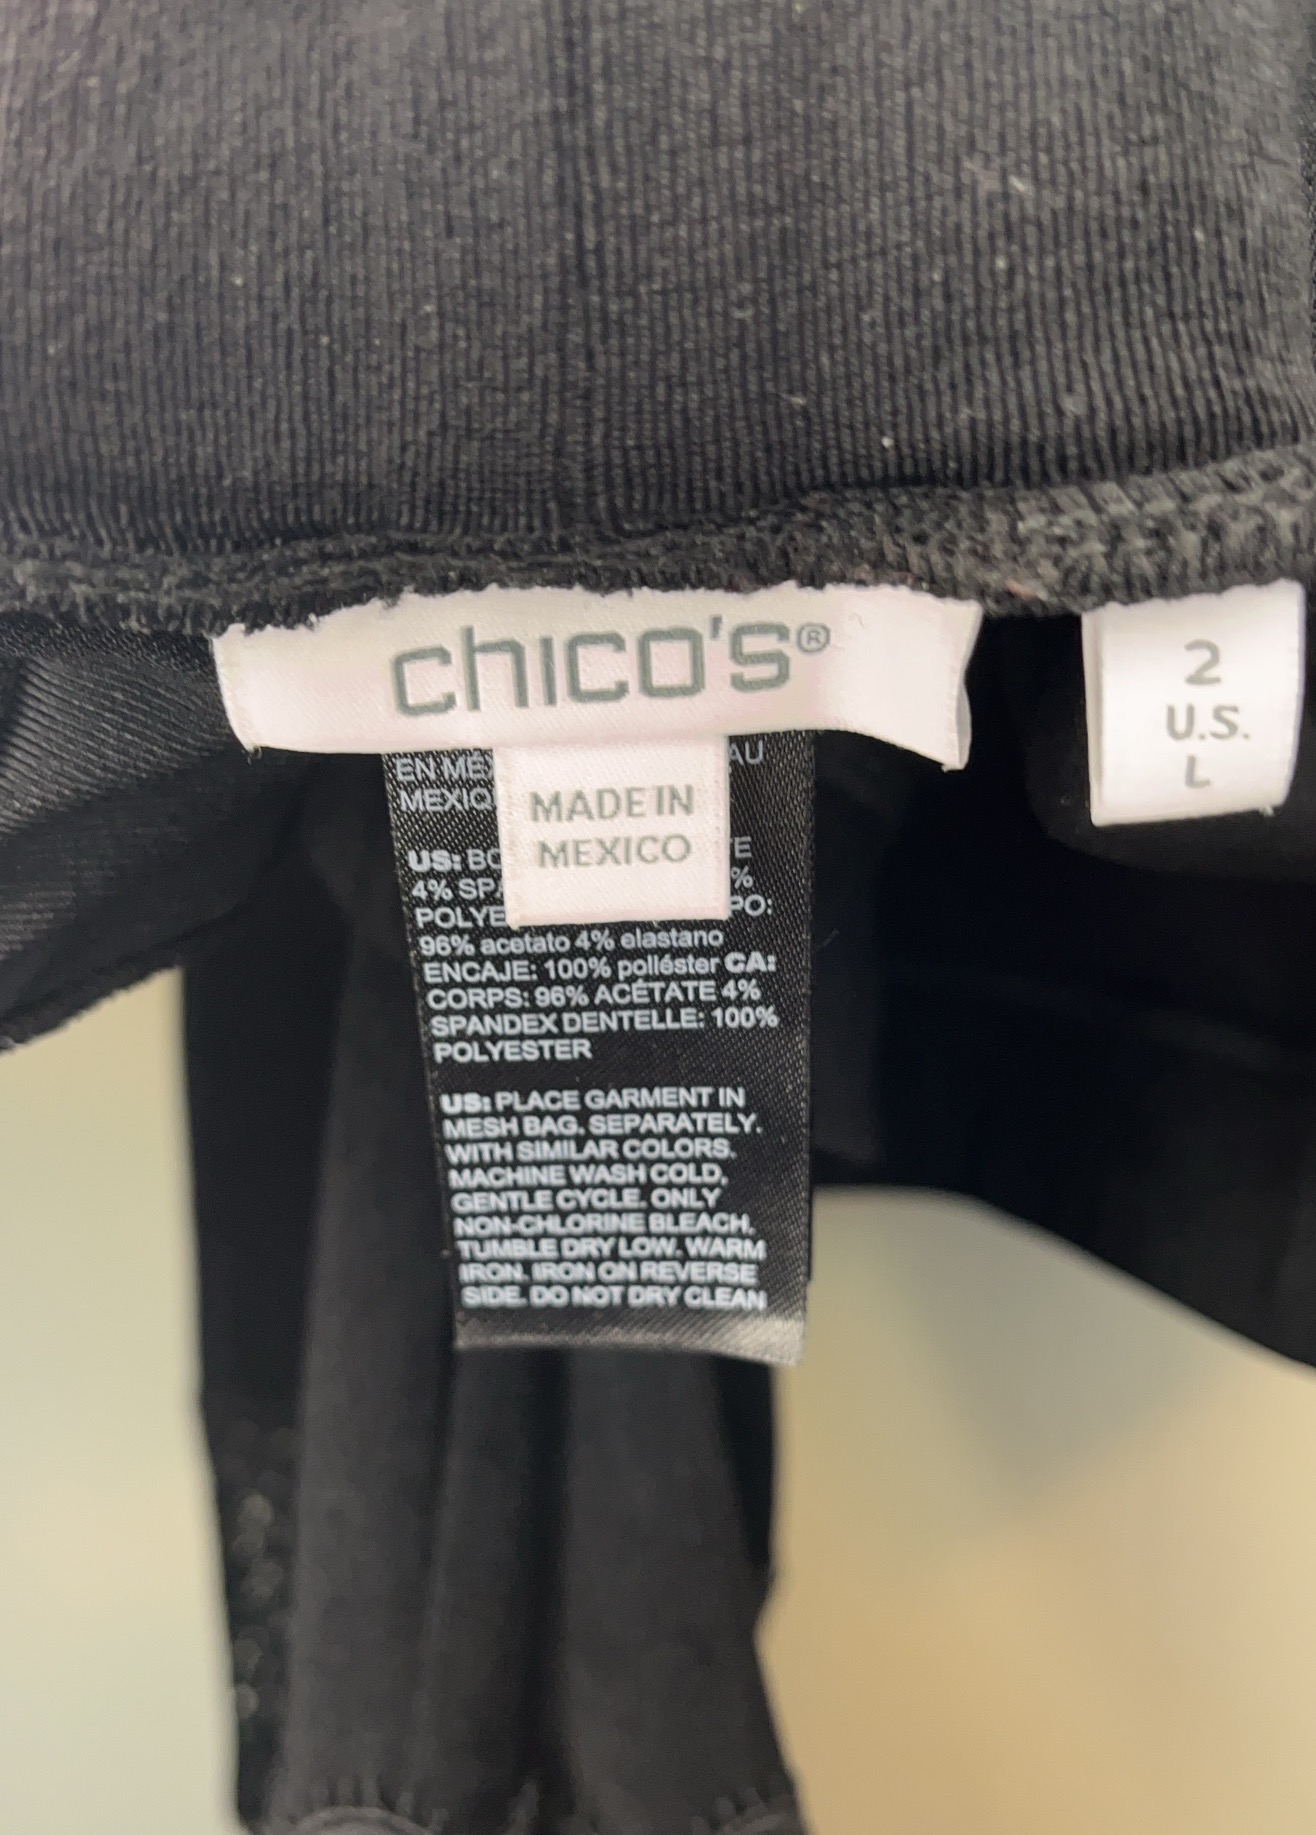 chico's®
2
U.S.
L
MADE IN
MEXICO
EN AU
US:
4%
%
96% acetato 4% elastano
ENCAJE: 100% poliéster CA:
CORPS: 96% ACÉTATE 4%
SPANDEX DENTELLE: 100%
POLYESTER
US: PLACE GARMENT IN
MESH BAG. SEPARATELY.
WITH SIMILAR COLORS.
MACHINE WASH COLD,
GENTLE CYCLE. ONLY
NON-CHLORINE BLEACH.
TUMBLE DRY LOW. WARM
IRON. IRON ON REVERSE
SIDE. DO NOT DRY CLEAN